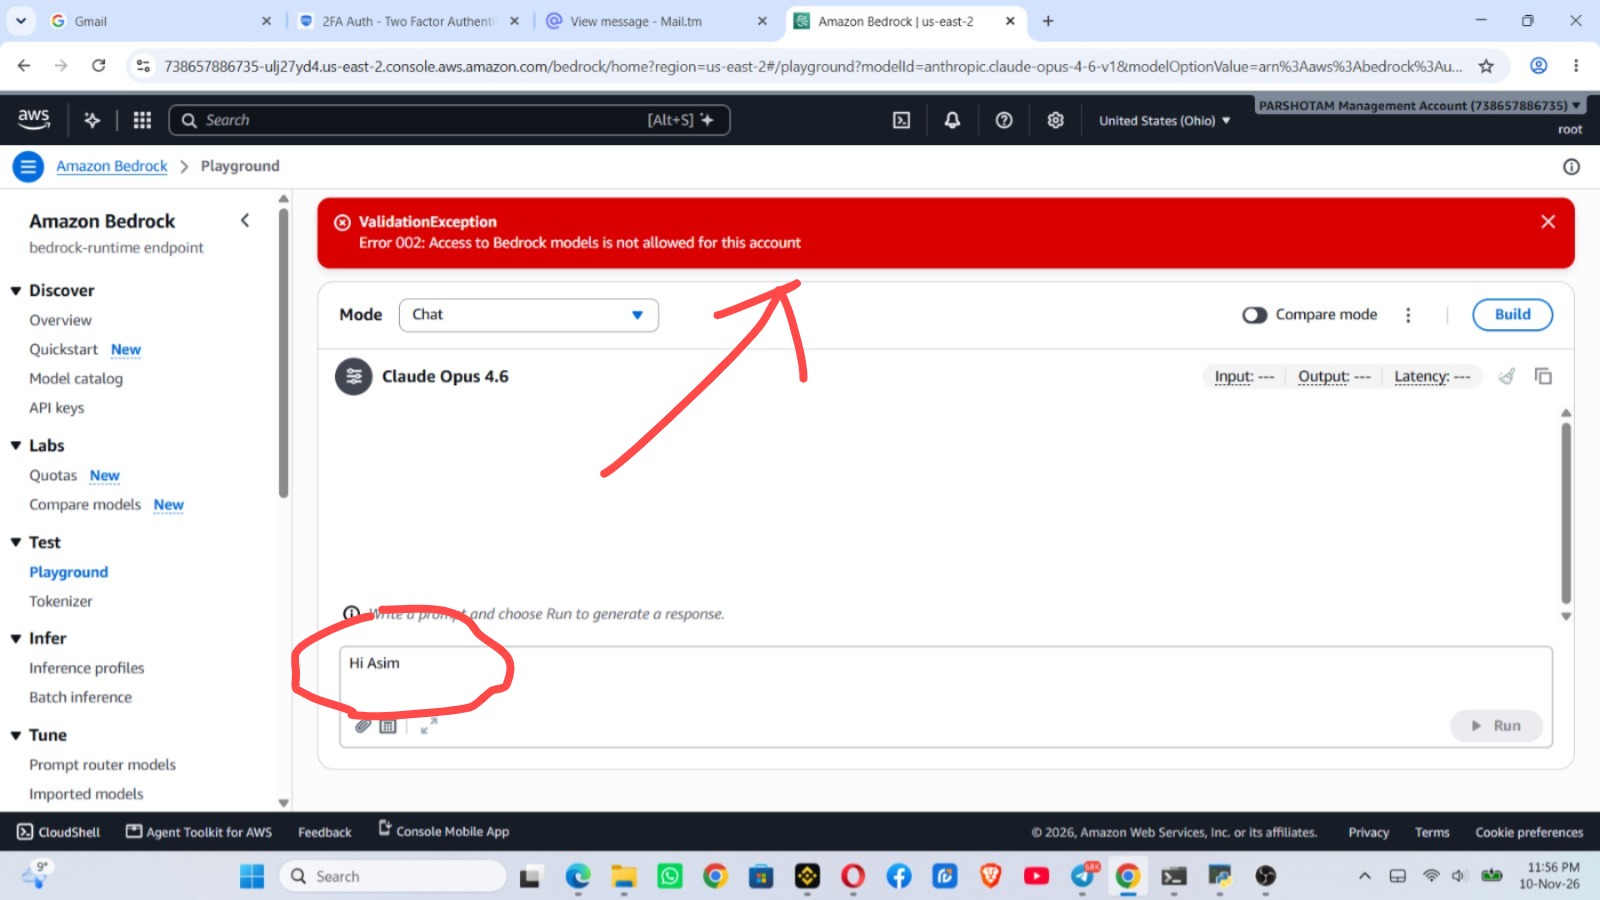 Gmail
2FA Auth - Two Factor Authenti
View message - Mail.tm
Amazon Bedrock | us-east-2
738657886735-ulj27yd4.us-east-2.console.aws.amazon.com/bedrock/home?region=us-east-2#/playground?modelId=anthropic.claude-opus-4-6-v1&modelOptionValue=arn%3Aaws%3Abedrock%3Au...
aws
Search [Alt+S]
United States (Ohio)
PARSHOTAM Management Account (738657886735)
root
Amazon Bedrock > Playground
Amazon Bedrock
bedrock-runtime endpoint
Discover
Overview
Quickstart New
Model catalog
API keys
Labs
Quotas New
Compare models New
Test
Playground
Tokenizer
Infer
Inference profiles
Batch inference
Tune
Prompt router models
Imported models
ValidationException
Error 002: Access to Bedrock models is not allowed for this account
Mode Chat
Compare mode
Build
Claude Opus 4.6
Input: --- Output: --- Latency: ---
Write a prompt and choose Run to generate a response.
Hi Asim
Run
CloudShell Agent Toolkit for AWS Feedback Console Mobile App
© 2026, Amazon Web Services, Inc. or its affiliates. Privacy Terms Cookie preferences
9°
Search
11:56 PM
10-Nov-26